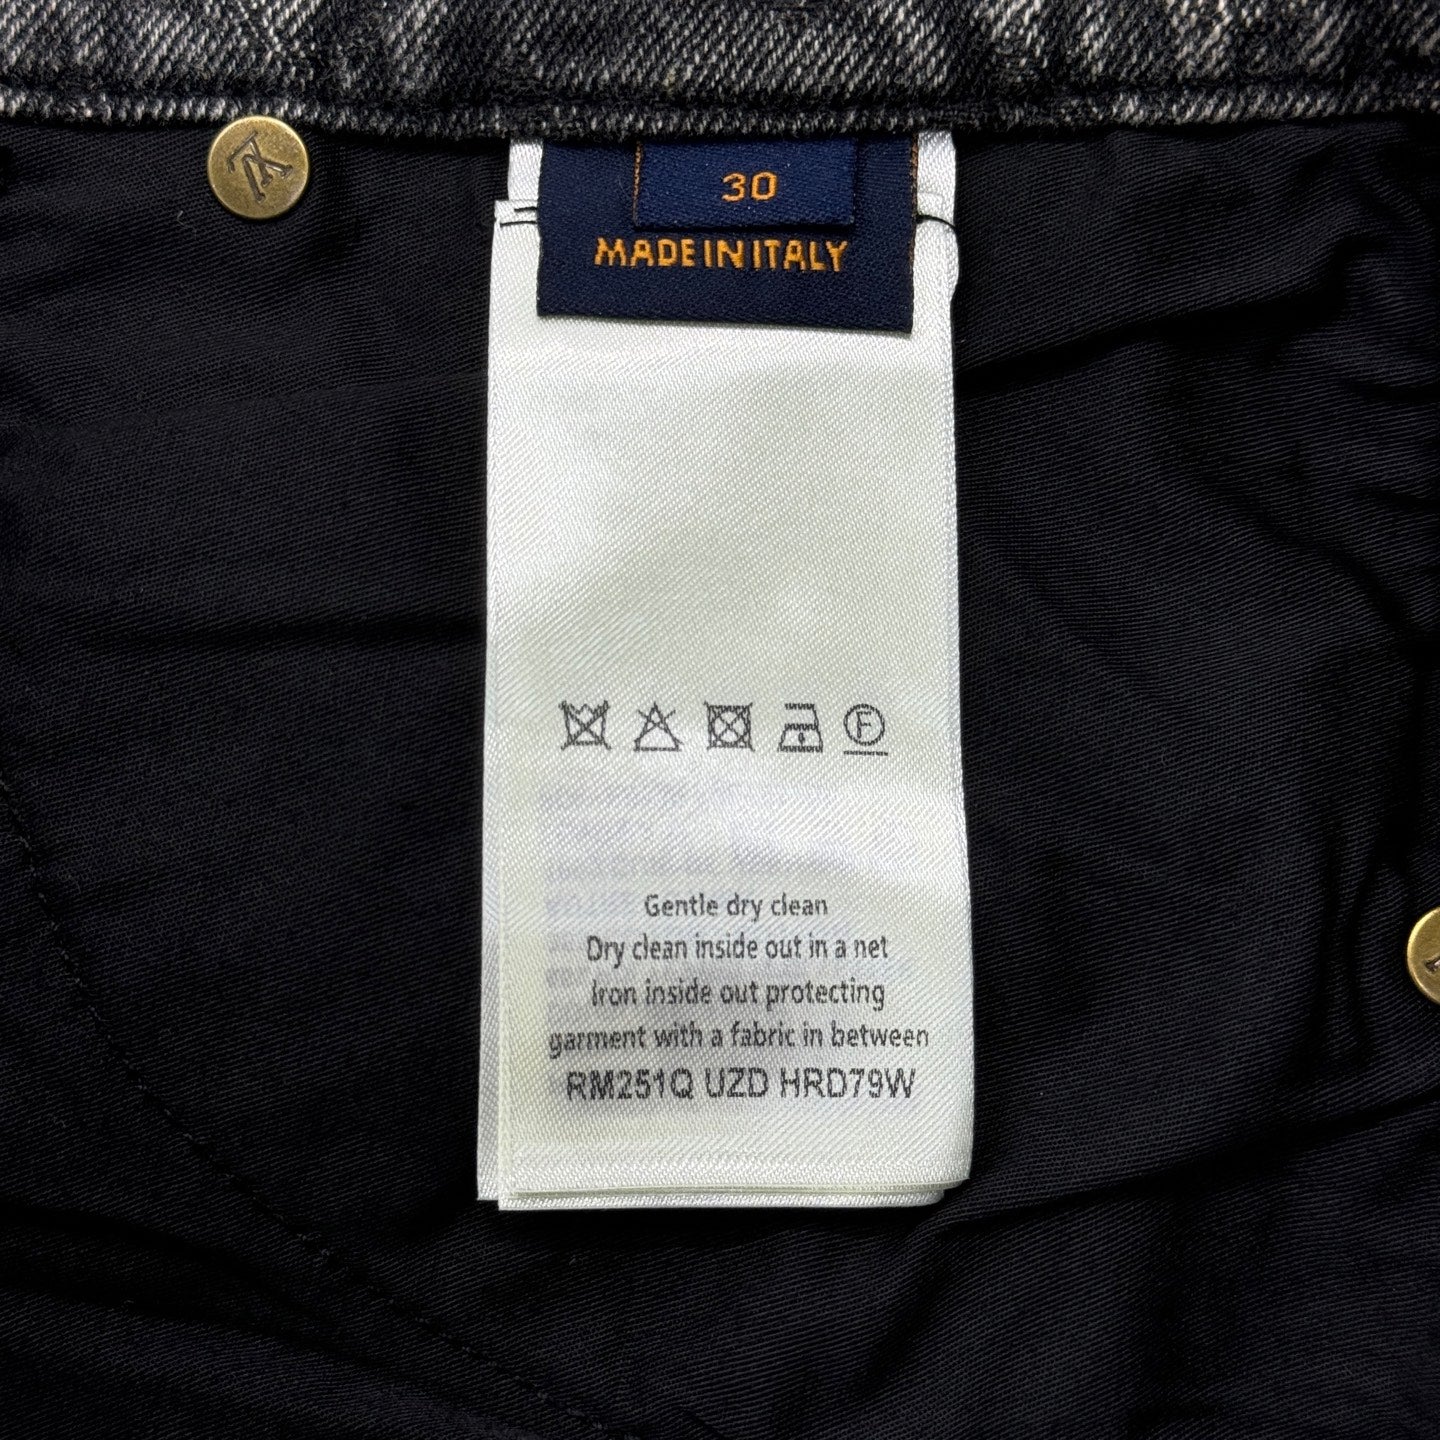 30
MADE IN ITALY
F
Gentle dry clean
Dry clean inside out in a net
Iron inside out protecting
garment with a fabric in between
RM251Q UZD HRD79W